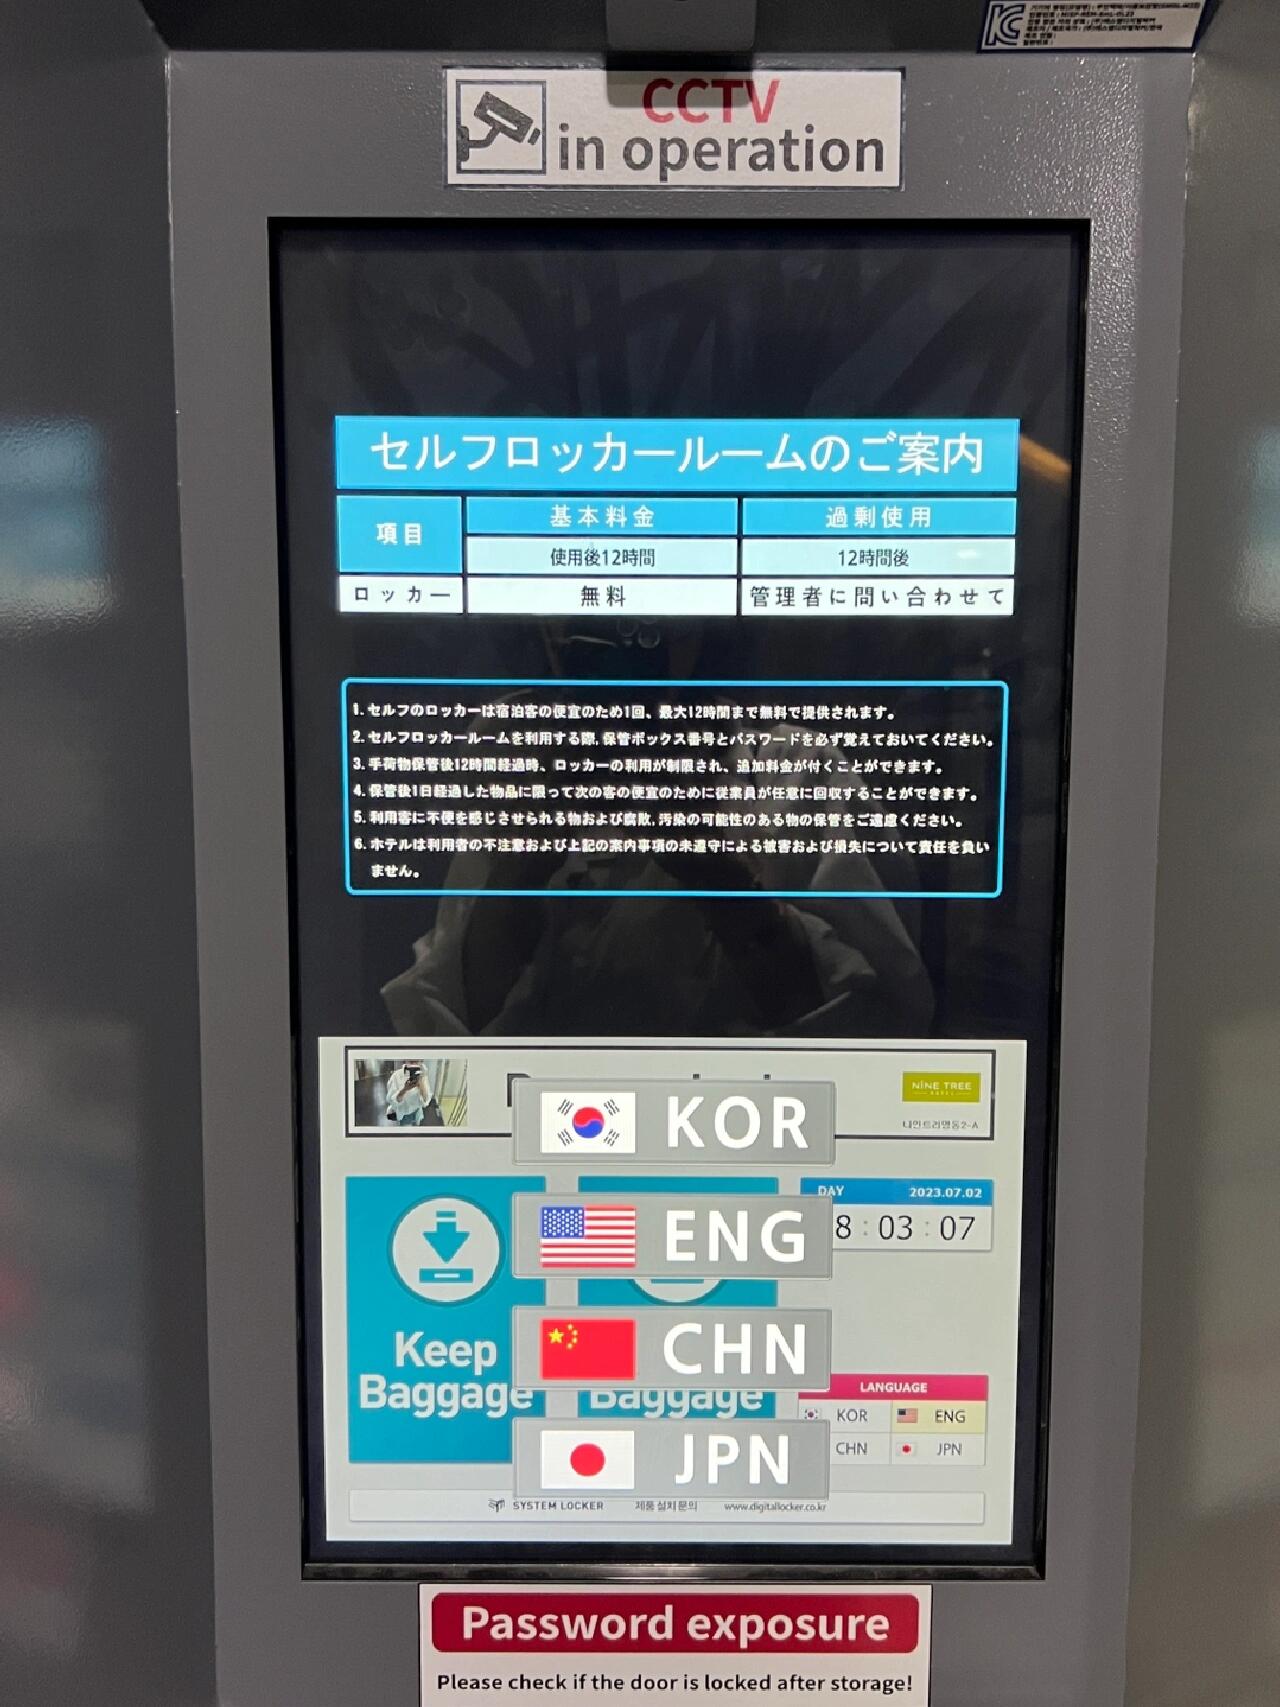 CCTV
in operation
セルフロッカールームのご案内
項目
基本料金
過剰使用
使用後12時間
12時間後
ロッカー
無料
管理者に問い合わせて
1. セルフのロッカーは宿泊客の便宜のため1回、最大12時間まで無料で提供されます。
2. セルフロッカールームを利用する際, 保管ボックス番号とパスワードを必ず覚えておいてください。
3. 手荷物保管後12時間経過時、ロッカーの利用が制限され、追加料金が付くことができます。
4. 保管後1日経過した物品に限って次の客の便宜のために従業員が任意に回収することができます。
5. 利用客に不便を感じさせられる物および腐敗, 汚染の可能性のある物の保管をご遠慮ください。
6. ホテルは利用者の不注意および上記の案内事項の未遵守による被害および損失について責任を負い
ません。
NINE TREE
HOTEL
나인트리명동2-A
KOR
ENG
CHN
JPN
DAY 2023.07.02
8 : 03 : 07
Keep
Baggage
Baggage
LANGUAGE
KOR ENG
CHN JPN
SYSTEM LOCKER 제품 설치 문의 www.digitallocker.co.kr
Password exposure
Please check if the door is locked after storage!